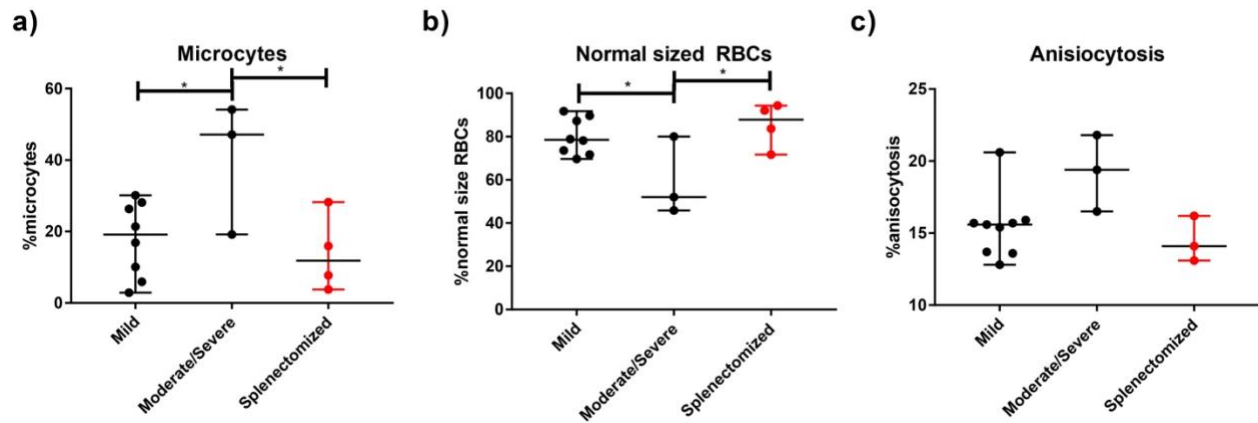 a)
Microcytes
*
*
%microcytes
60
40
20
0
Mild
Moderate/Severe
Splenectomized
b)
Normal sized RBCs
*
*
%normal size RBCs
100
80
60
40
20
0
Mild
Moderate/Severe
Splenectomized
c)
Anisiocytosis
%anisocytosis
25
20
15
10
Mild
Moderate/Severe
Splenectomized